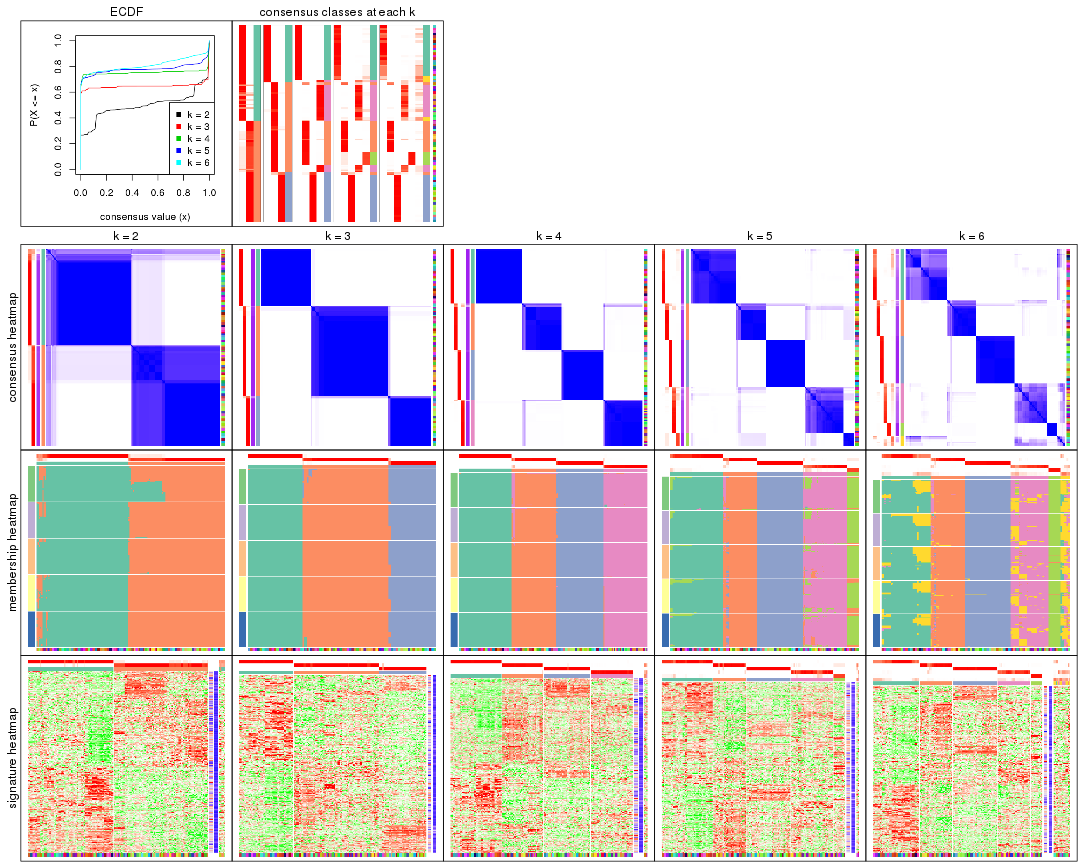 ECDF
consensus classes at each k
P(X <= x)
0.0 0.2 0.4 0.6 0.8 1.0
k = 2
k = 3
k = 4
k = 5
k = 6
0.0 0.2 0.4 0.6 0.8 1.0
consensus value (x)
k = 2
k = 3
k = 4
k = 5
k = 6
consensus heatmap
membership heatmap
signature heatmap